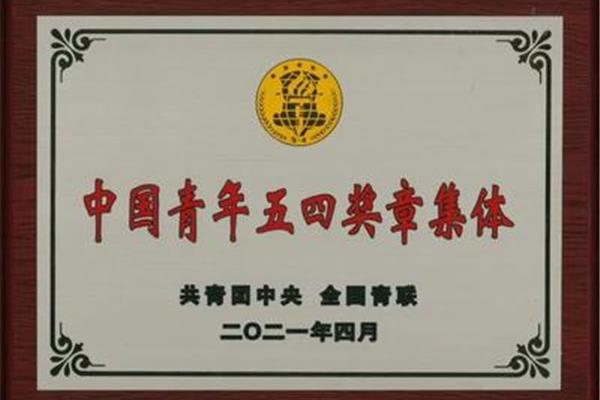 中国青年五四奖章集体
共青团中央 全国青联
二〇二一年四月